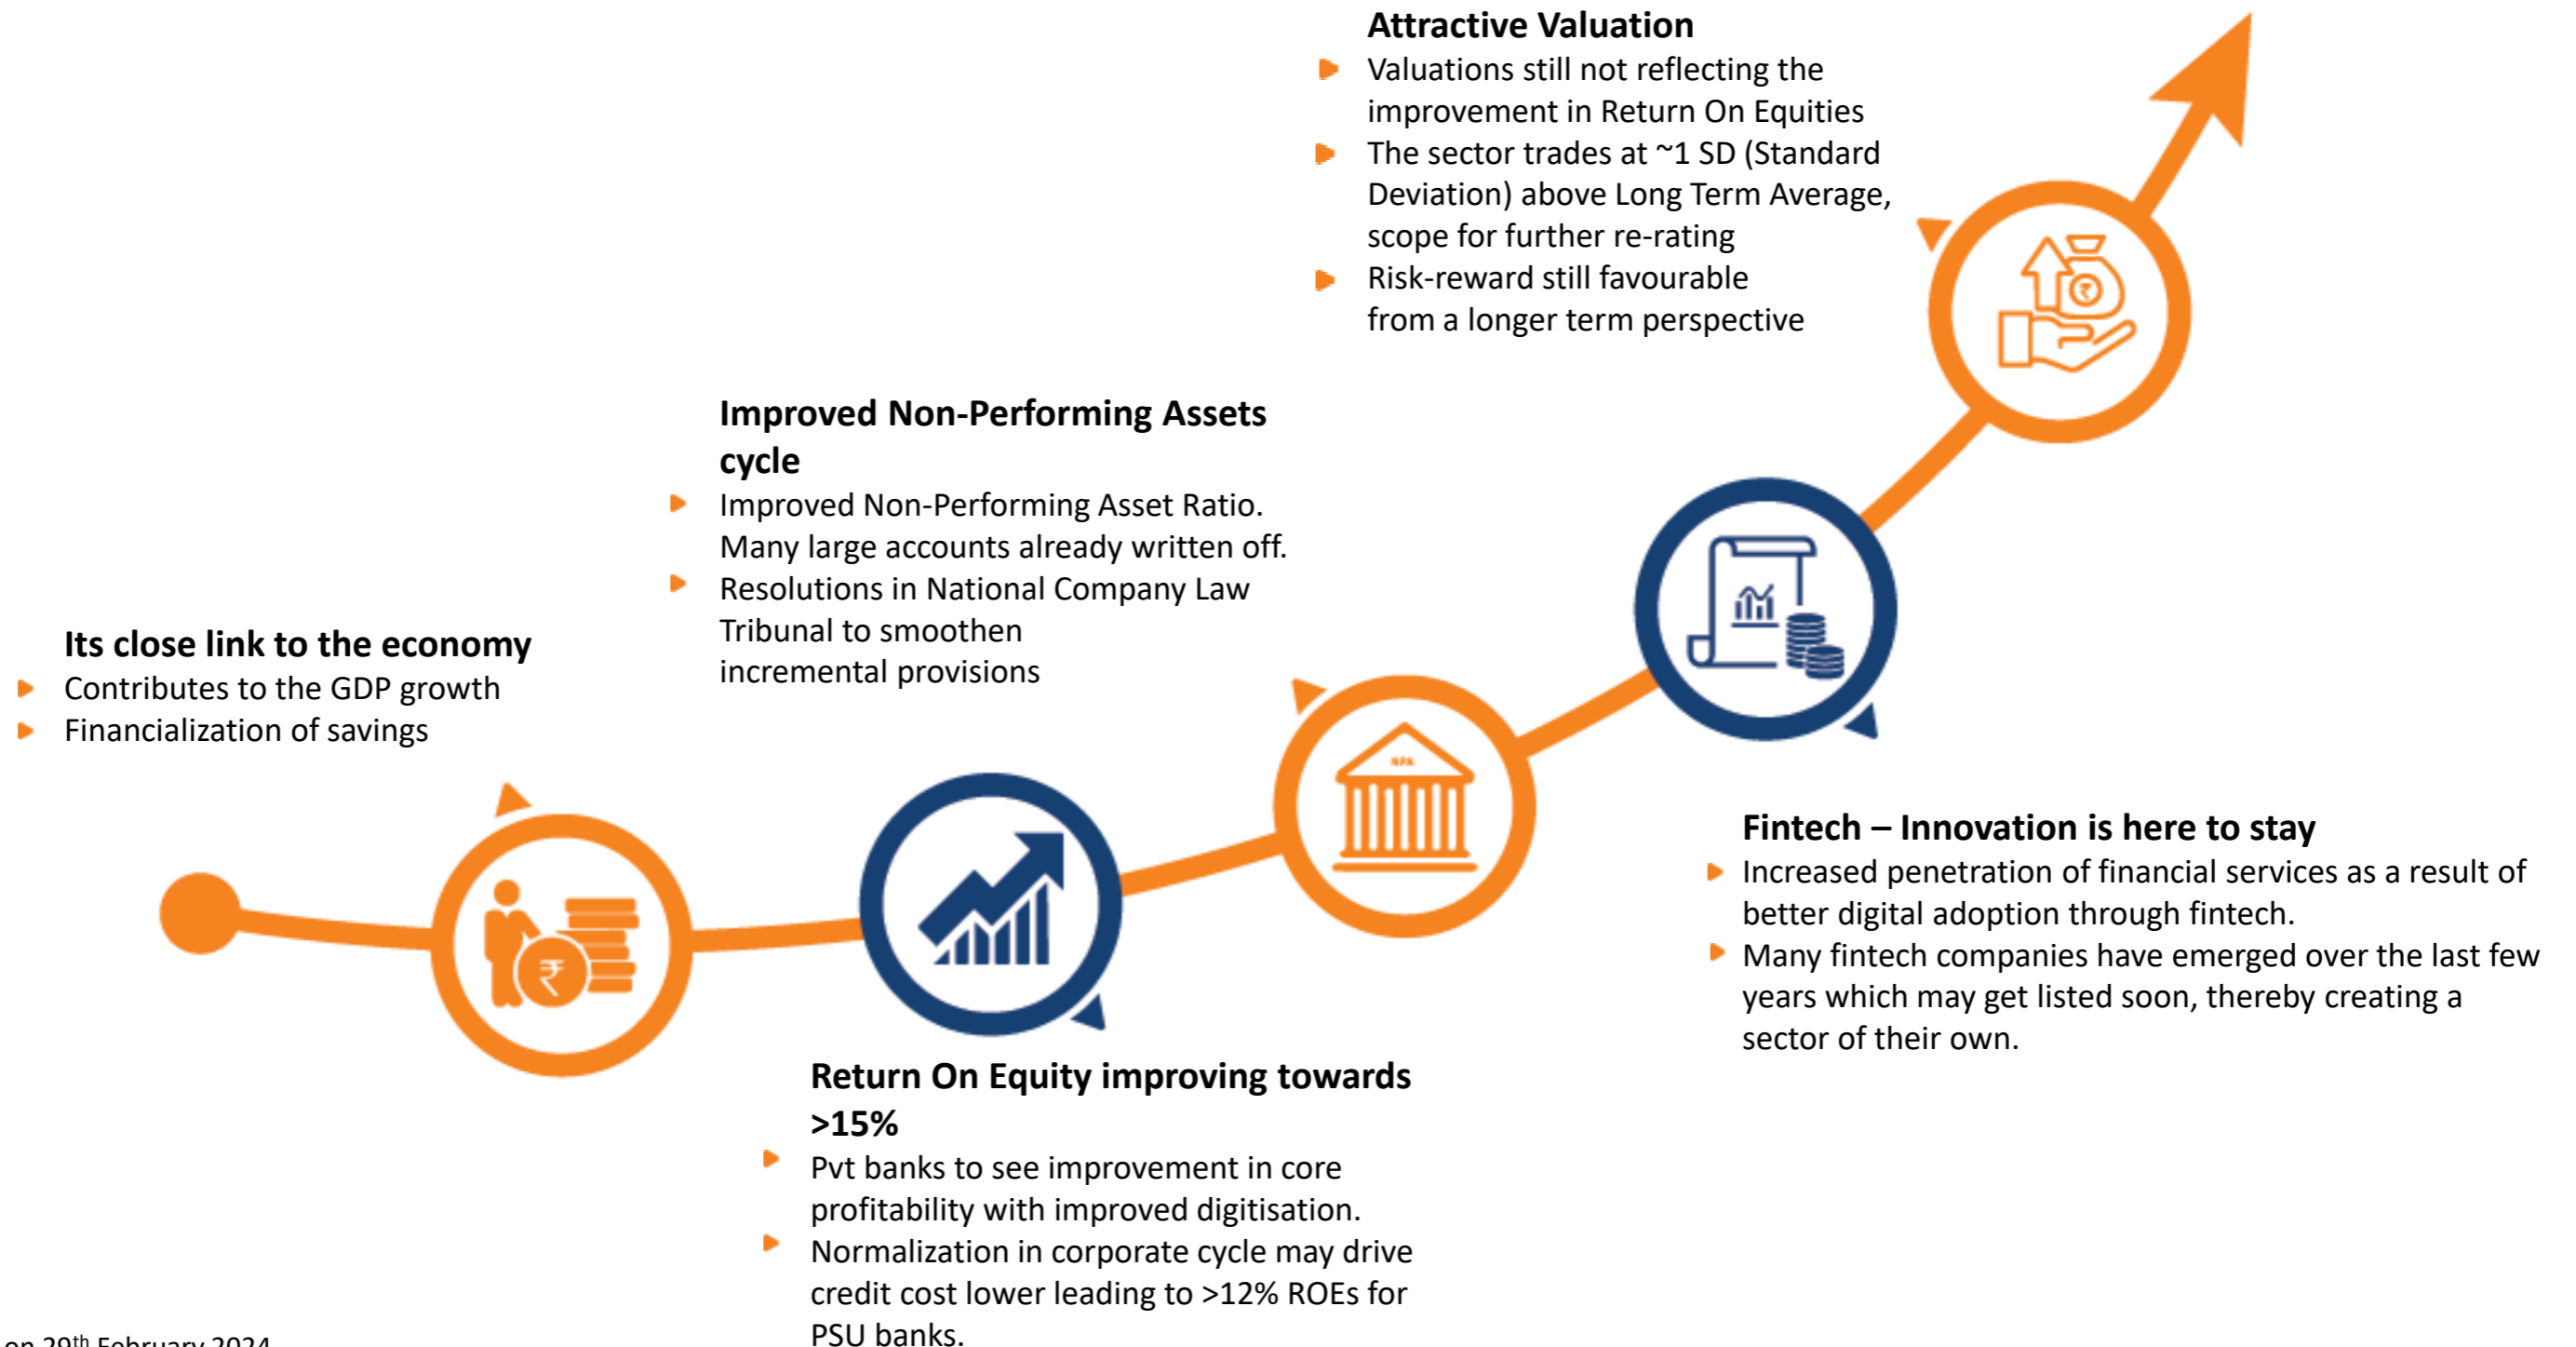 Attractive Valuation
Valuations still not reflecting the
improvement in Return On Equities
The sector trades at ~1 SD (Standard
Deviation) above Long Term Average,
scope for further re-rating
Risk-reward still favourable
from a longer term perspective
Improved Non-Performing Assets
cycle
Improved Non-Performing Asset Ratio.
Many large accounts already written off.
Resolutions in National Company Law
Tribunal to smoothen
incremental provisions
Its close link to the economy
Contributes to the GDP growth
Financialization of savings
₹
₹
NPA
Fintech – Innovation is here to stay
Increased penetration of financial services as a result of
better digital adoption through fintech.
Many fintech companies have emerged over the last few
years which may get listed soon, thereby creating a
sector of their own.
Return On Equity improving towards
>15%
Pvt banks to see improvement in core
profitability with improved digitisation.
Normalization in corporate cycle may drive
credit cost lower leading to >12% ROEs for
PSU banks.
on 29th February 2024